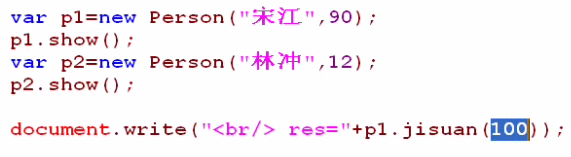 var p1=new Person("宋江",90);
p1.show();
var p2=new Person("林冲",12);
p2.show();
document.write("<br/> res="+p1.jisuan(100));